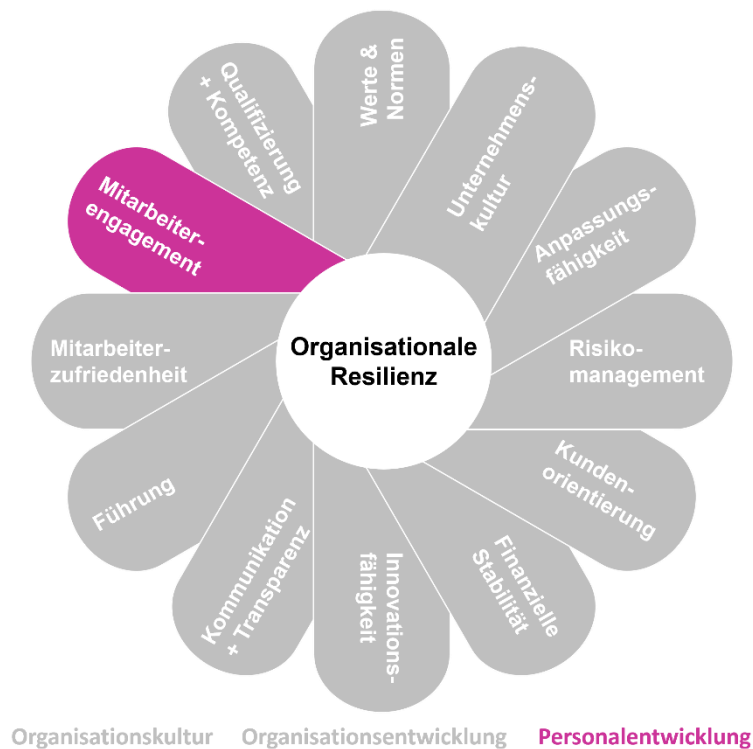 Werte &
Normen
Unternehmens-
kultur
Anpassungs-
fähigkeit
Risiko-
management
Kunden-
orientierung
Finanzielle
Stabilität
Innovations-
fähigkeit
Kommunikation
+ Transparenz
Führung
Mitarbeiter-
zufriedenheit
Mitarbeiter-
engagement
Qualifizierung
+ Kompetenz
Organisationale
Resilienz
Organisationskultur Organisationsentwicklung Personalentwicklung